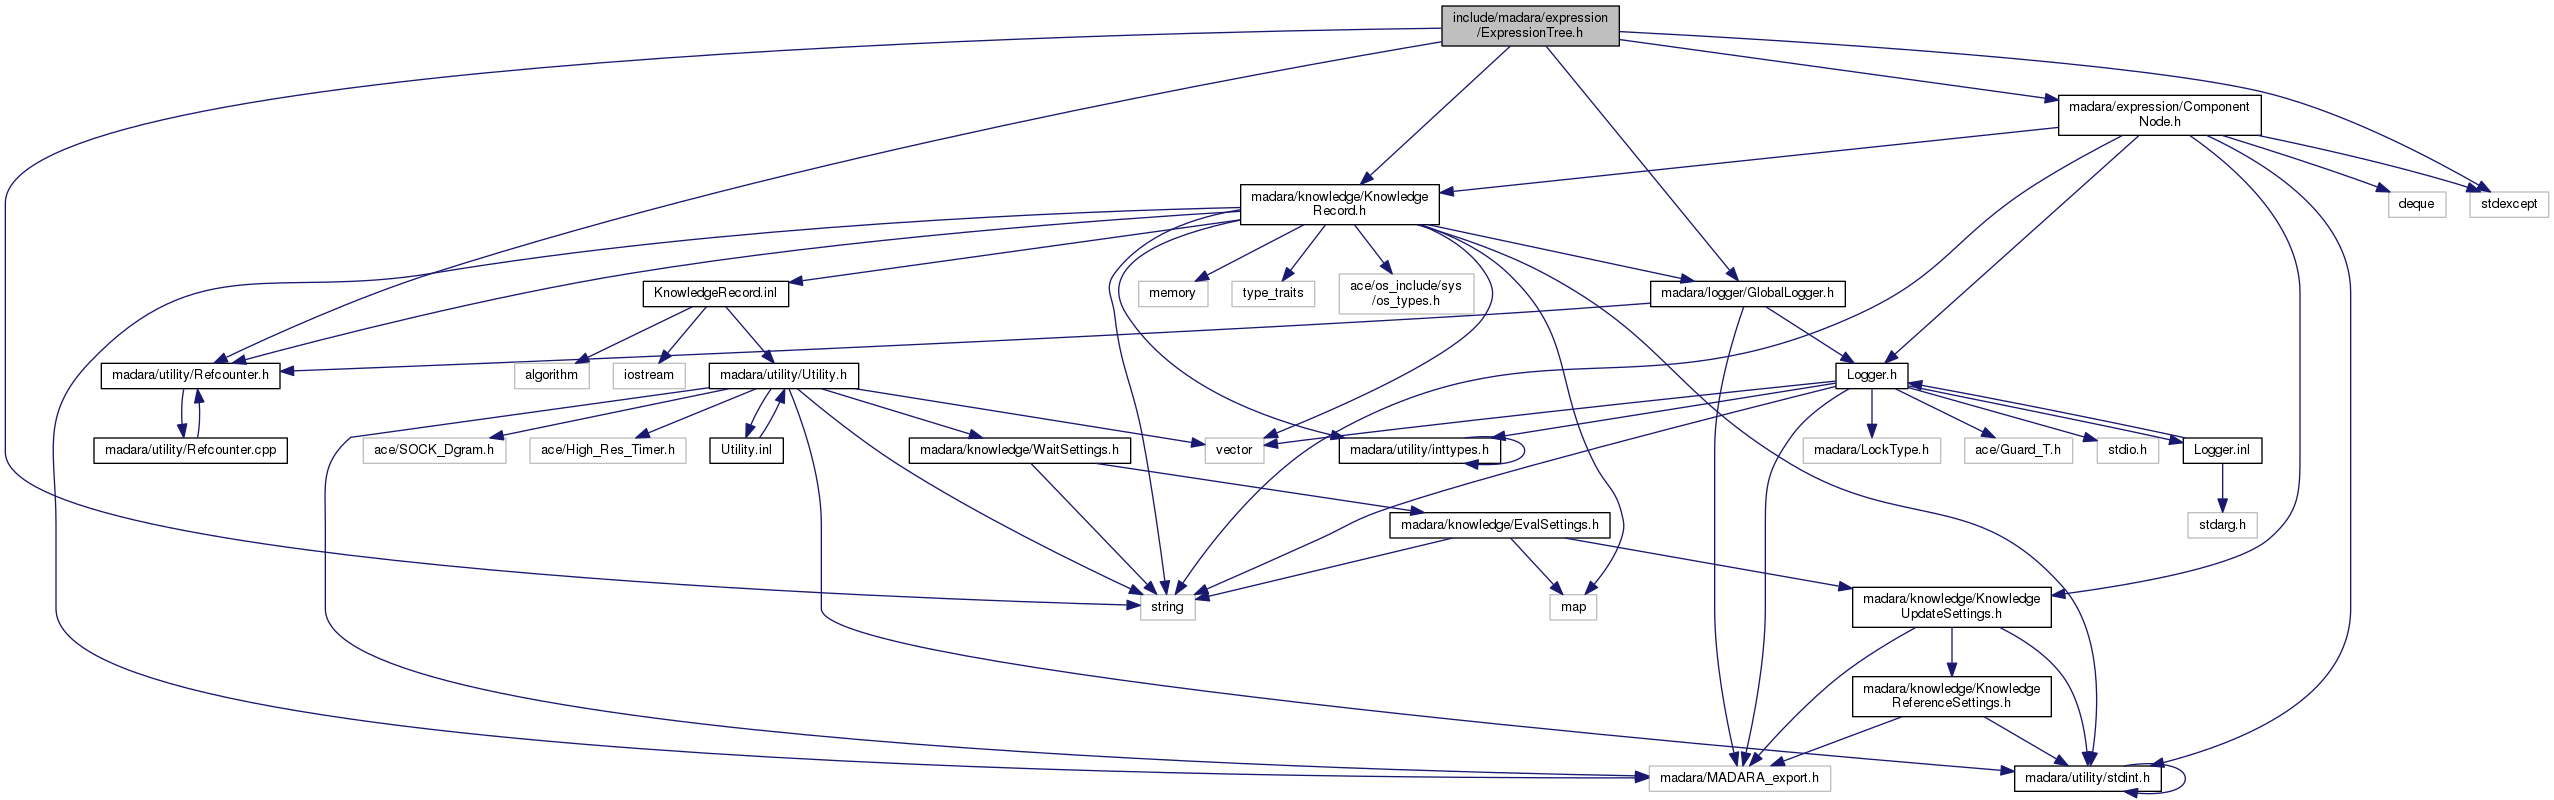 include/madara/expression
/ExpressionTree.h
madara/expression/Component
Node.h
madara/knowledge/Knowledge
Record.h
deque
stdexcept
KnowledgeRecord.inl
memory
type_traits
ace/os_include/sys
/os_types.h
madara/logger/GlobalLogger.h
madara/utility/Refcounter.h
algorithm
iostream
madara/utility/Utility.h
Logger.h
madara/utility/Refcounter.cpp
ace/SOCK_Dgram.h
ace/High_Res_Timer.h
Utility.inl
madara/knowledge/WaitSettings.h
vector
madara/utility/inttypes.h
madara/LockType.h
ace/Guard_T.h
stdio.h
Logger.inl
madara/knowledge/EvalSettings.h
stdarg.h
string
map
madara/knowledge/Knowledge
UpdateSettings.h
madara/knowledge/Knowledge
ReferenceSettings.h
madara/MADARA_export.h
madara/utility/stdint.h